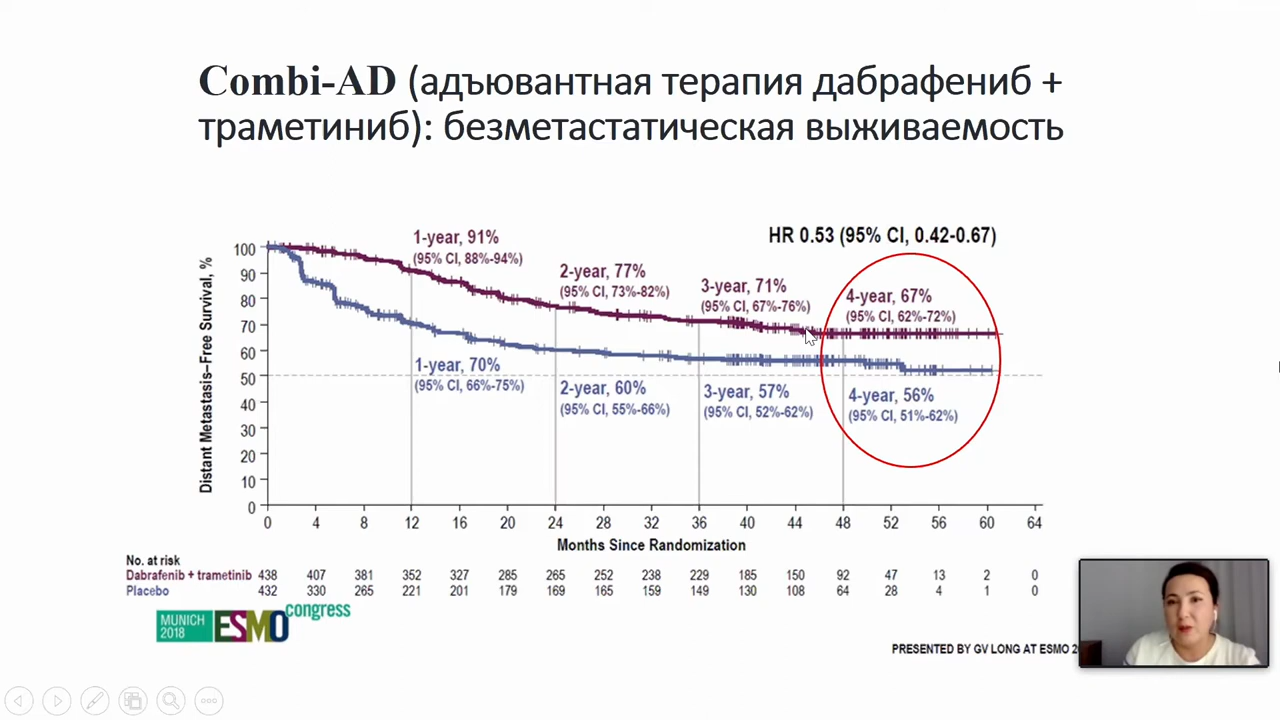 Combi-AD (адъювантная терапия дабрафениб +
траметиниб): безметастатическая выживаемость
HR 0.53 (95% CI, 0.42-0.67)
1-year, 91%
(95% CI, 88%-94%)
2-year, 77%
(95% CI, 73%-82%)
3-year, 71%
(95% CI, 67%-76%)
4-year, 67%
(95% CI, 62%-72%)
1-year, 70%
(95% CI, 66%-75%)
2-year, 60%
(95% CI, 55%-66%)
3-year, 57%
(95% CI, 52%-62%)
4-year, 56%
(95% CI, 51%-62%)
Distant Metastasis–Free Survival, %
100
90
80
70
60
50
40
30
20
10
0
0 4 8 12 16 20 24 28 32 36 40 44 48 52 56 60 64
Months Since Randomization
No. at risk
Dabrafenib + trametinib 438 407 381 352 327 285 265 252 238 229 185 150 92 47 13 2 0
Placebo 432 330 265 221 201 179 169 165 159 149 130 108 64 28 4 1 0
MUNICH
2018
ESMO congress
PRESENTED BY GV LONG AT ESMO